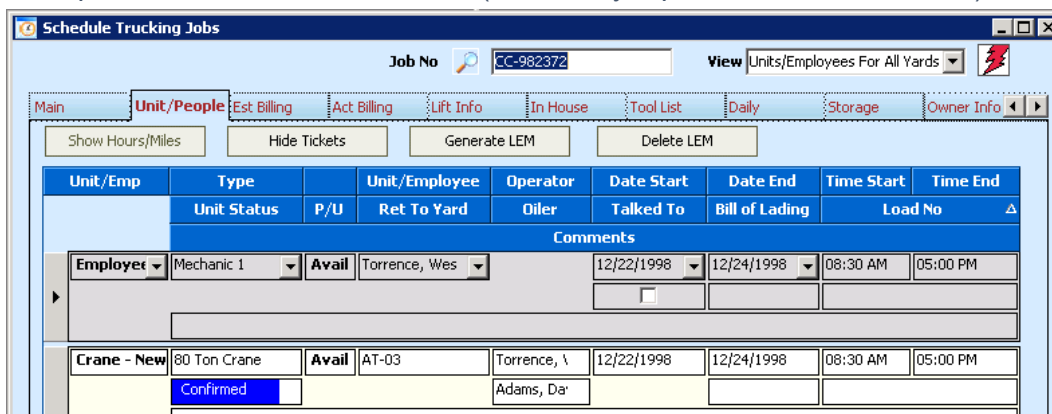 Schedule Trucking Jobs
Job No CC-982372 View Units/Employees For All Yards
Main Unit/People Est Billing Act Billing Lift Info In House Tool List Daily Storage Owner Info
Show Hours/Miles Hide Tickets Generate LEM Delete LEM
Unit/Emp Type Unit/Employee Operator Date Start Date End Time Start Time End
Unit Status P/U Ret To Yard Oiler Talked To Bill of Lading Load No
Comments
Employee Mechanic 1 Avail Torrence, Wes 12/22/1998 12/24/1998 08:30 AM 05:00 PM
Crane - New 80 Ton Crane Avail AT-03 Torrence, 12/22/1998 12/24/1998 08:30 AM 05:00 PM
Confirmed Adams, Da